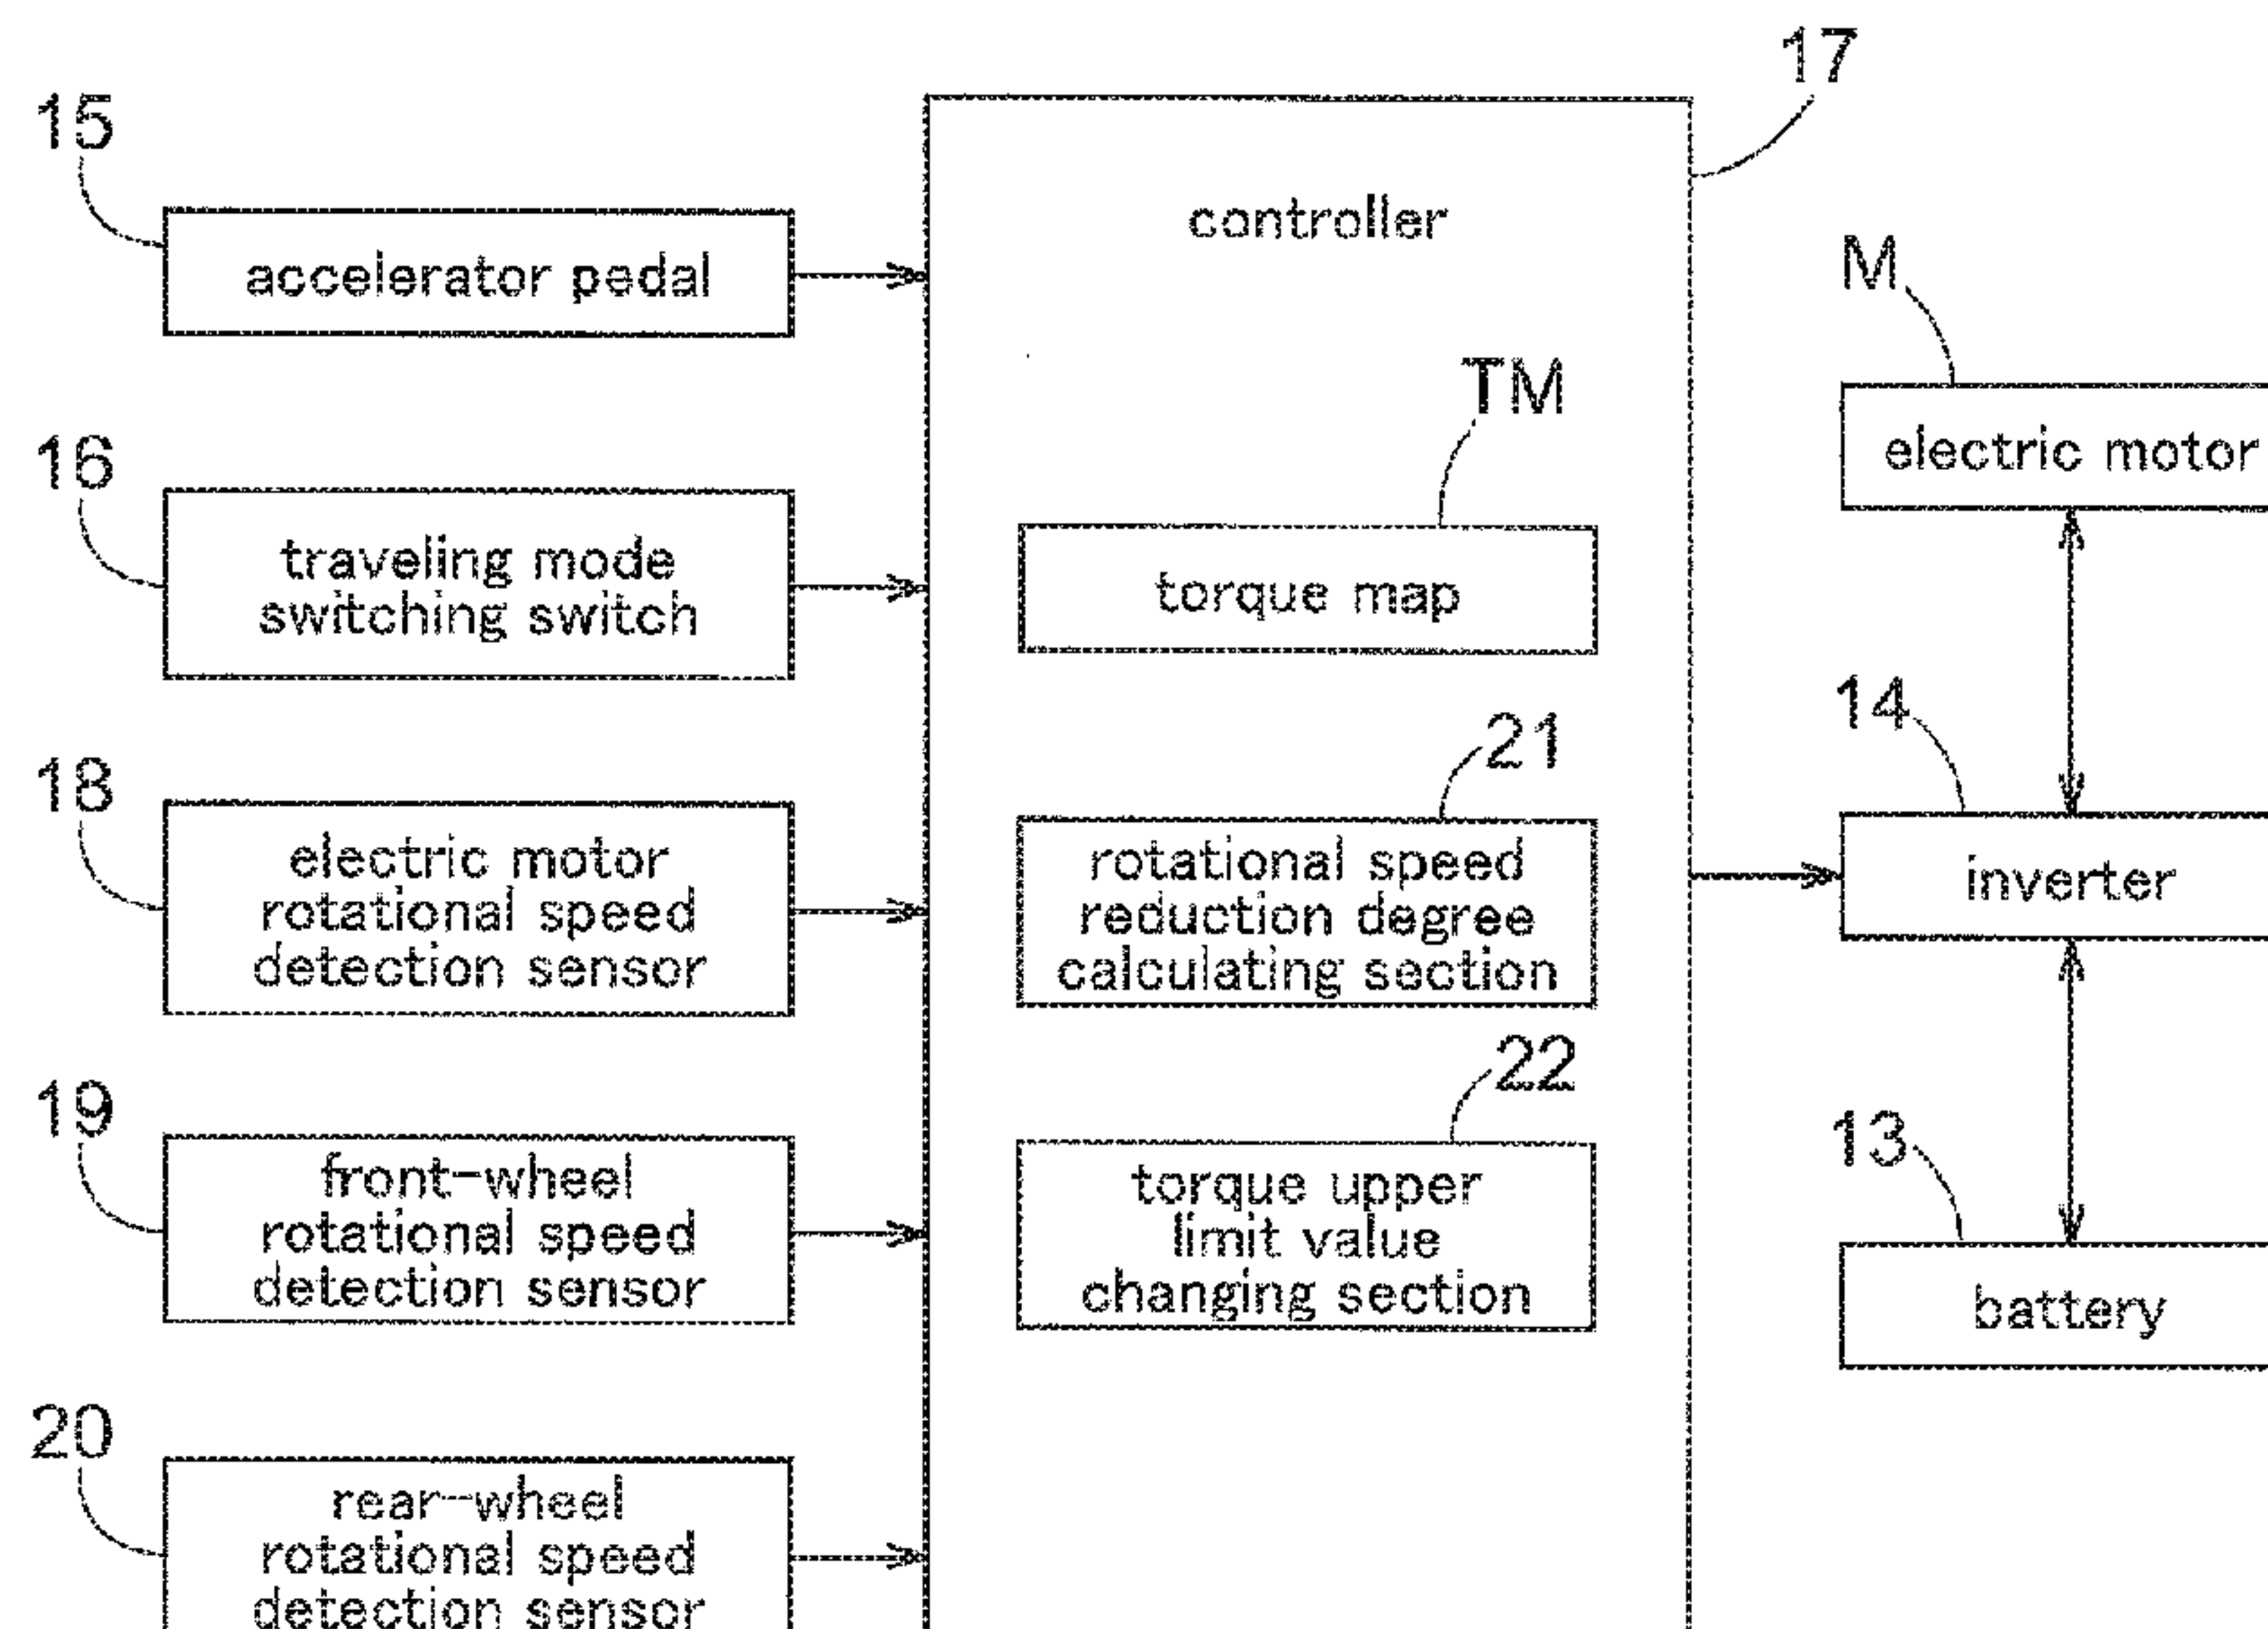 17
15
controller
accelerator pedal
M
TM
electric motor
16
traveling mode
switching switch
torque map
14
21
18
electric motor
rotational speed
detection sensor
rotational speed
reduction degree
calculating section
inverter
22
19
front-wheel
rotational speed
detection sensor
torque upper
limit value
changing section
13
battery
20
rear-wheel
rotational speed
detection sensor